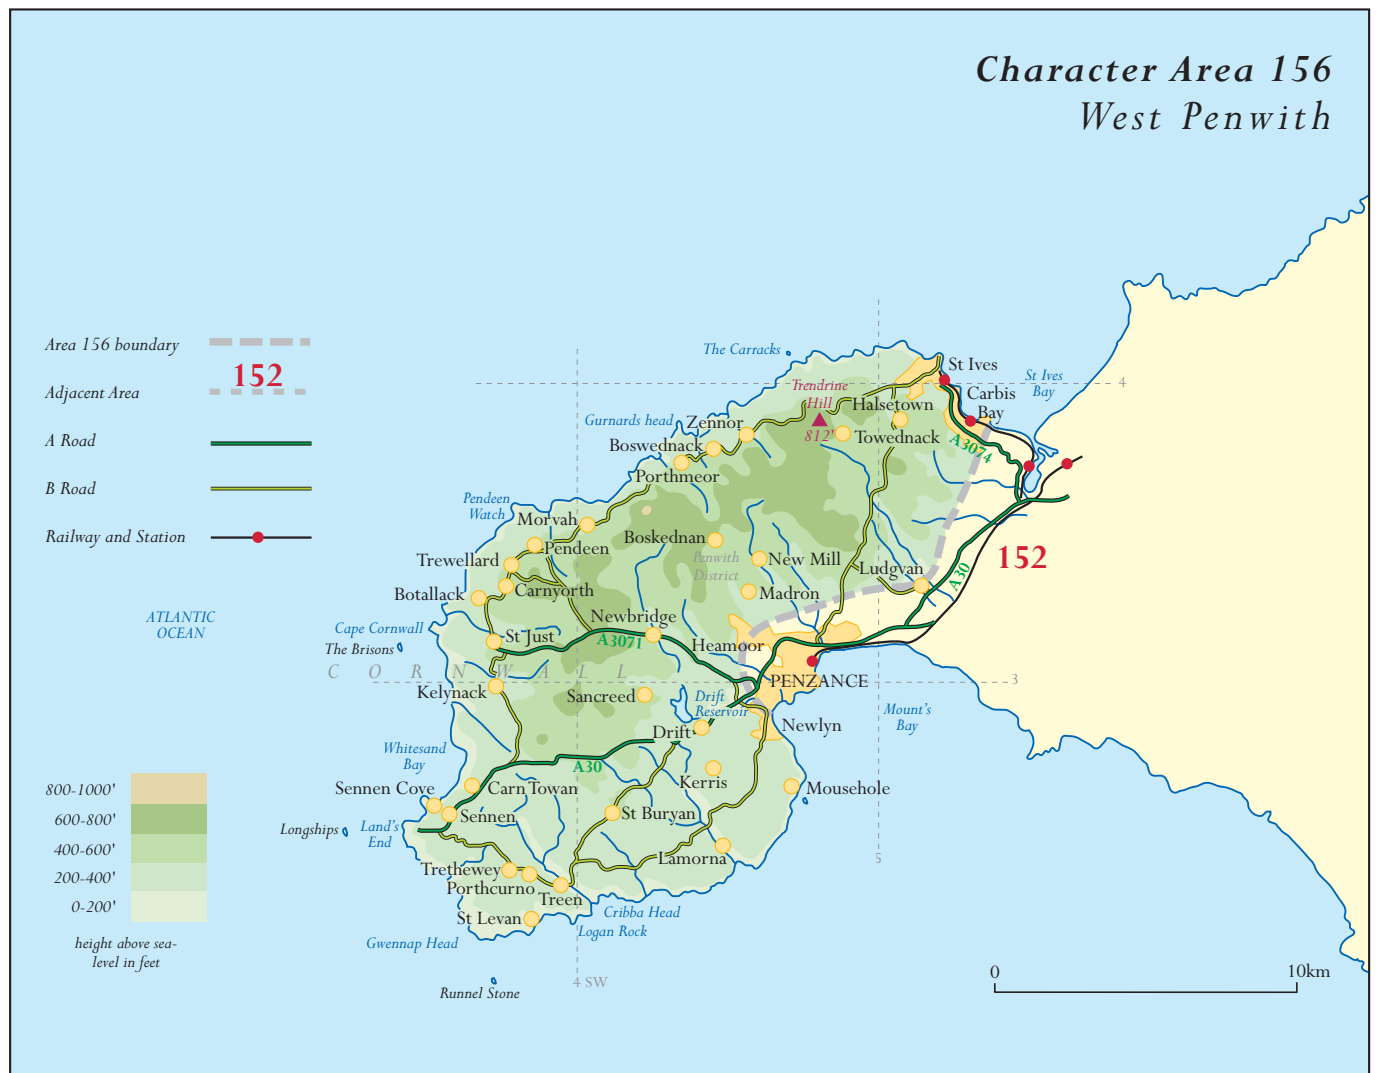 Character Area 156
West Penwith
Area 156 boundary
152
Adjacent Area
A Road
B Road
Railway and Station
The Carracks
Trendrine
Hill
812'
St Ives
St Ives
Bay
4
Carbis
Bay
Halsetown
Towednack
A3074
Gurnards head
Zennor
Boswednack
Porthmeor
Pendeen
Watch
Morvah
Pendeen
Boskednan
Penwith
District
New Mill
Ludgvan
A30
152
Trewellard
Carnyorth
Botallack
Madron
ATLANTIC
OCEAN
Cape Cornwall
The Brisons
St Just
Newbridge
A3071
Heamoor
CORNWALL
Kelynack
Sancreed
PENZANCE
3
Drift
Reservoir
Mount's
Bay
Newlyn
Drift
Whitesand
Bay
A30
Kerris
Mousehole
Sennen Cove
Carn Towan
Sennen
St Buryan
Longships
Land's
End
Lamorna
5
Trethewey
Porthcurno
Treen
St Levan
Cribba Head
Logan Rock
Gwennap Head
4 SW
Runnel Stone
800-1000'
600-800'
400-600'
200-400'
0-200'
height above sea-
level in feet
0
10km